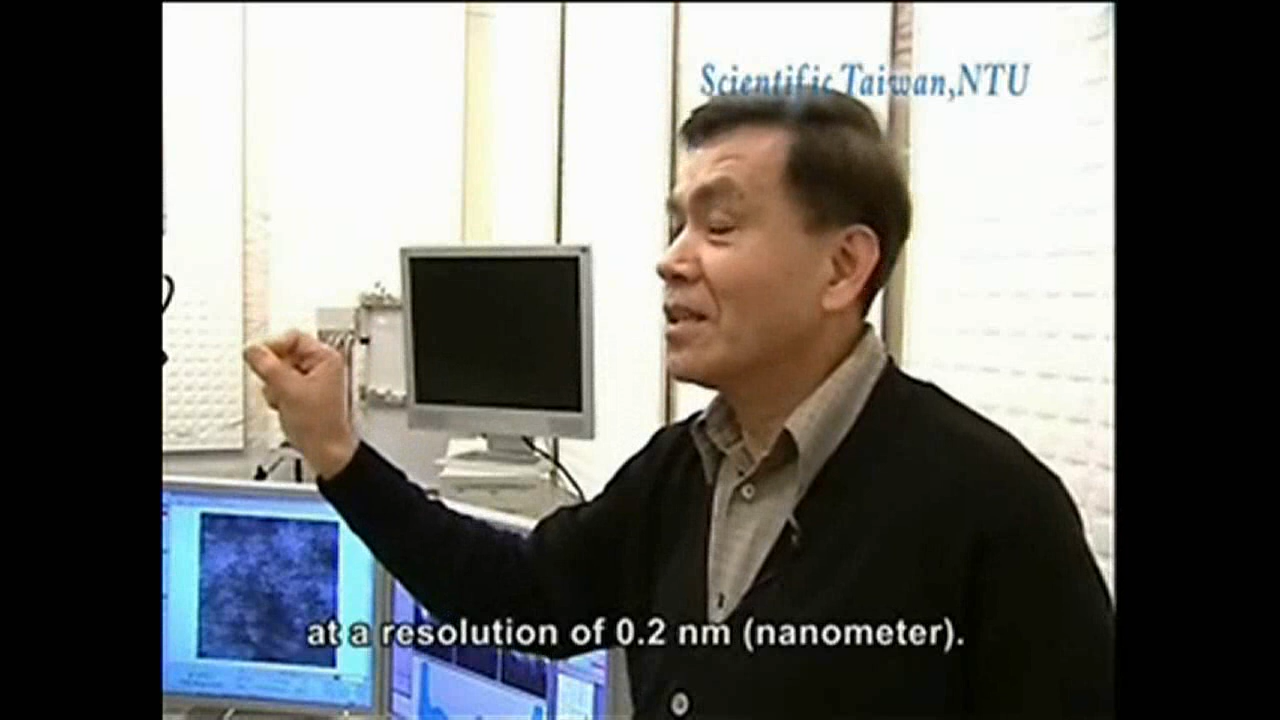 Scientific Taiwan,NTU
at a resolution of 0.2 nm (nanometer).